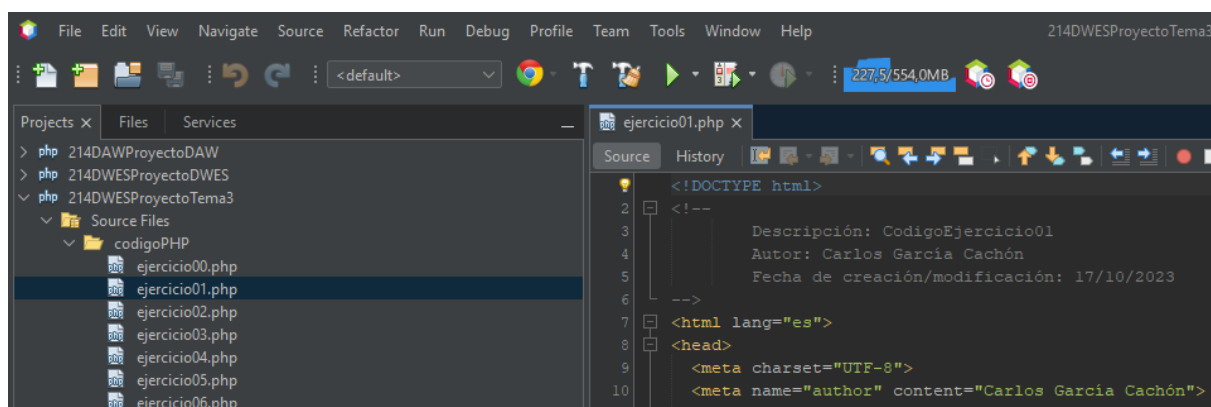 File Edit View Navigate Source Refactor Run Debug Profile Team Tools Window Help 214DWESProyectoTema3
<default> 227,5/554,0MB
Projects Files Services
php 214DAWProyectoDAW
php 214DWESProyectoDWES
php 214DWESProyectoTema3
Source Files
codigoPHP
ejercicio00.php
ejercicio01.php
ejercicio02.php
ejercicio03.php
ejercicio04.php
ejercicio05.php
ejercicio06.php
ejercicio01.php
Source History
<!DOCTYPE html>
2 <!--
3 Descripción: CodigoEjercicio01
4 Autor: Carlos García Cachón
5 Fecha de creación/modificación: 17/10/2023
6 -->
7 <html lang="es">
8 <head>
9 <meta charset="UTF-8">
10 <meta name="author" content="Carlos García Cachón">